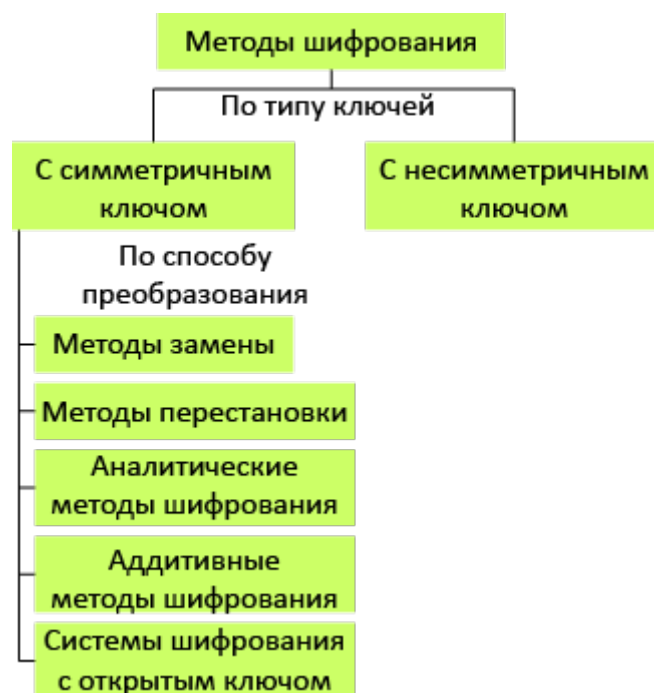 Методы шифрования
По типу ключей
С симметричным
ключом
С несимметричным
ключом
По способу
преобразования
Методы замены
Методы перестановки
Аналитические
методы шифрования
Аддитивные
методы шифрования
Системы шифрования
с открытым ключом